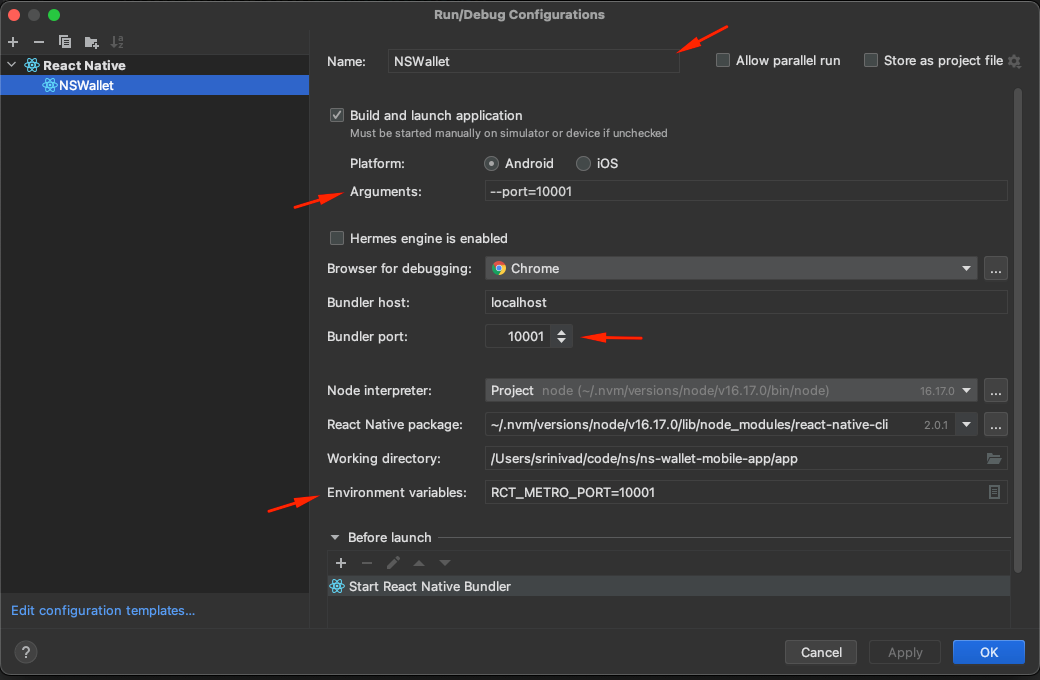 Run/Debug Configurations
React Native
NSWallet
Name: NSWallet Allow parallel run Store as project file
Build and launch application
Must be started manually on simulator or device if unchecked
Platform: Android iOS
Arguments: --port=10001
Hermes engine is enabled
Browser for debugging: Chrome ...
Bundler host: localhost
Bundler port: 10001
Node interpreter: Project node (~/.nvm/versions/node/v16.17.0/bin/node) 16.17.0 ...
React Native package: ~/.nvm/versions/node/v16.17.0/lib/node_modules/react-native-cli 2.0.1 ...
Working directory: /Users/srinivad/code/ns/ns-wallet-mobile-app/app
Environment variables: RCT_METRO_PORT=10001
Before launch
Start React Native Bundler
Edit configuration templates...
? Cancel Apply OK